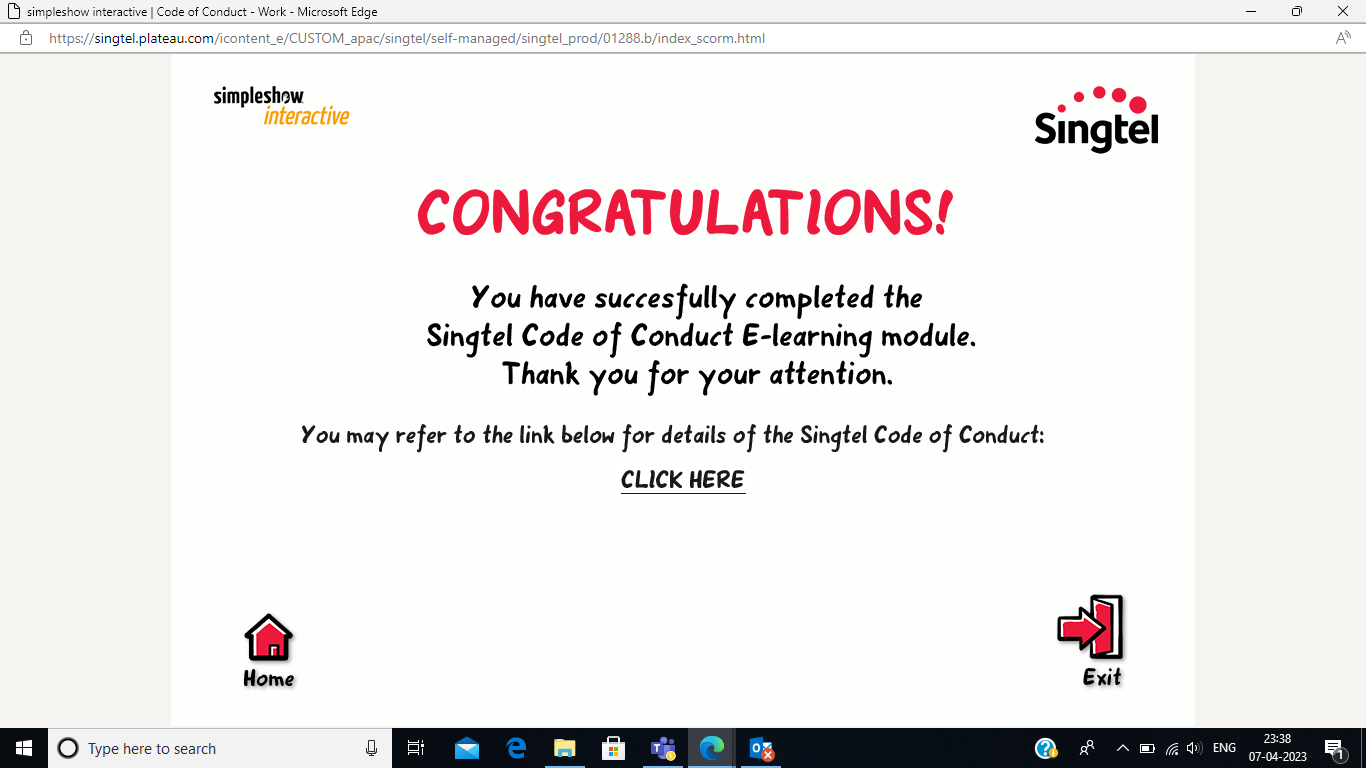 simpleshow interactive | Code of Conduct - Work - Microsoft Edge
https://singtel.plateau.com/icontent_e/CUSTOM_apac/singtel/self-managed/singtel_prod/01288.b/index_scorm.html
simpleshow
interactive
Singtel
CONGRATULATIONS!
You have succesfully completed the
Singtel Code of Conduct E-learning module.
Thank you for your attention.
You may refer to the link below for details of the Singtel Code of Conduct:
CLICK HERE
Home
Exit
Type here to search
ENG
23:38
07-04-2023
1